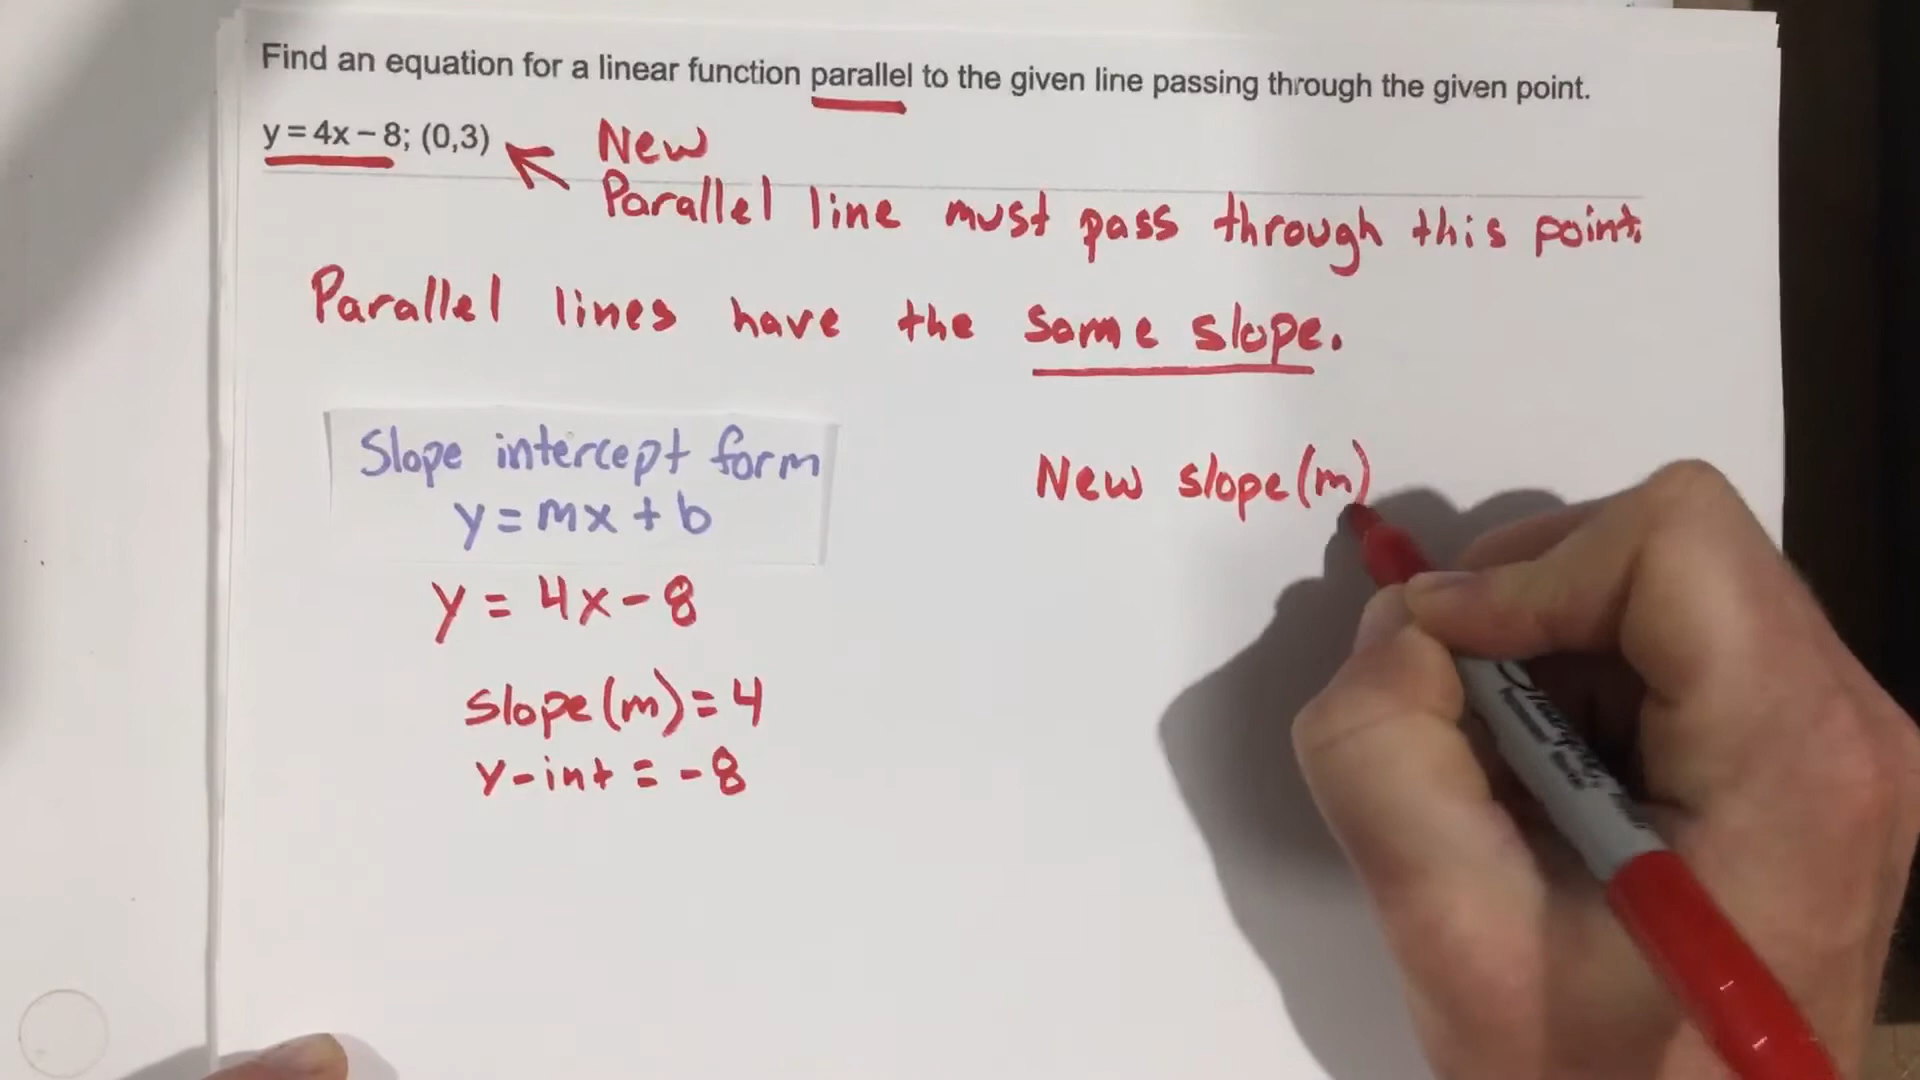 Find an equation for a linear function parallel to the given line passing through the given point.
y = 4x – 8; (0,3)
New
Parallel line must pass through this point.
Parallel lines have the same slope.
Slope intercept form
y = mx + b
y = 4x - 8
slope(m) = 4
y-int = -8
New slope(m)